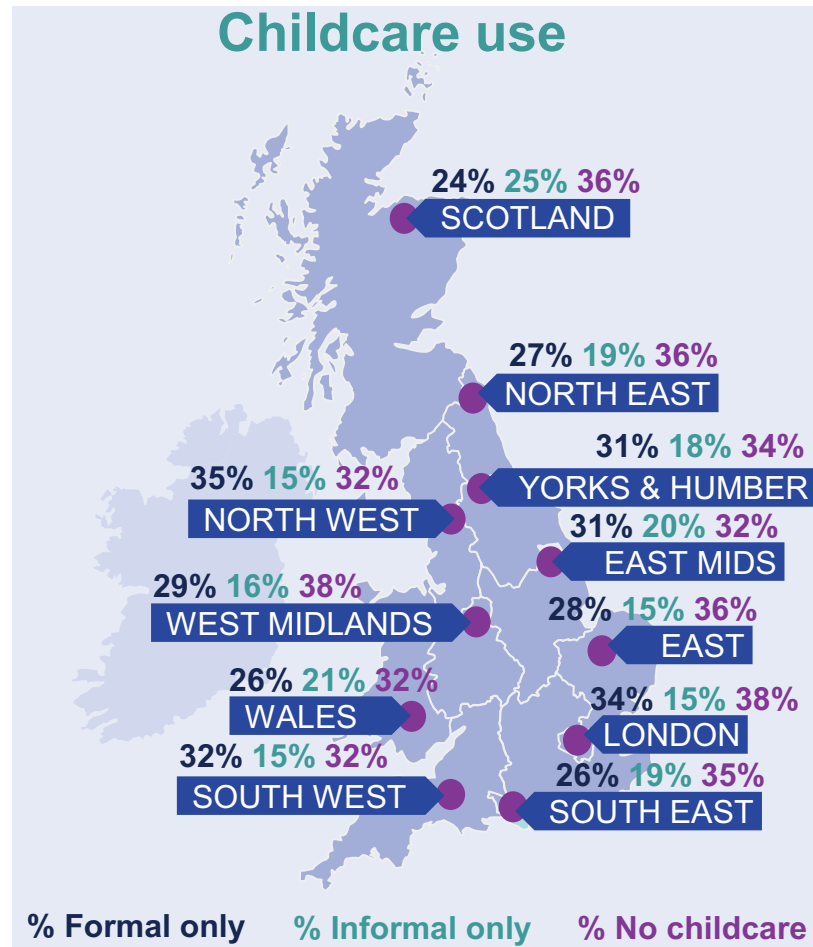 Childcare use
24% 25% 36%
SCOTLAND
27% 19% 36%
NORTH EAST
31% 18% 34%
YORKS & HUMBER
35% 15% 32%
NORTH WEST
31% 20% 32%
EAST MIDS
29% 16% 38%
WEST MIDLANDS
28% 15% 36%
EAST
26% 21% 32%
WALES
34% 15% 38%
LONDON
32% 15% 32%
SOUTH WEST
26% 19% 35%
SOUTH EAST
% Formal only % Informal only % No childcare